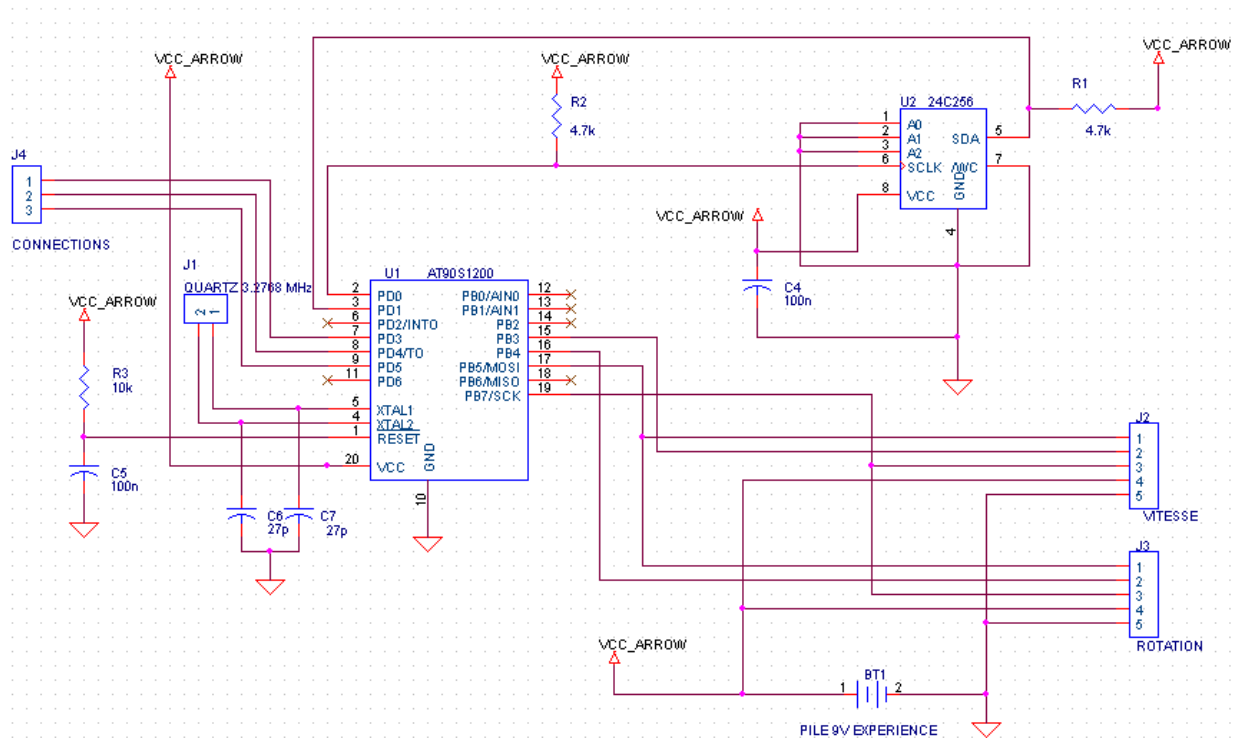 VCC_ARROW
VCC_ARROW
VCC_ARROW
R2
4.7k
R1
4.7k
U2 24C256
1 A0
2 A1
3 A2
6 SCLK
8 VCC
SDA 5
/WC 7
GND
4
J4
1
2
3
CONNECTIONS
VCC_ARROW
C4
100n
J1
QUARTZ 3.2768 MHz
2 1
VCC_ARROW
R3
10k
C5
100n
U1 AT90S1200
2 PD0
3 PD1
6 PD2/INTO
7 PD3
8 PD4/TO
9 PD5
11 PD6
5 XTAL1
4 XTAL2
1 RESET
20 VCC
GND
10
PB0/AIN0 12
PB1/AIN1 13
PB2 14
PB3 15
PB4 16
PB5/MOSI 17
PB6/MISO 18
PB7/SCK 19
C6
27p
C7
27p
J2
1
2
3
4
5
VITESSE
J3
1
2
3
4
5
ROTATION
VCC_ARROW
BT1
1 2
PILE 9V EXPERIENCE